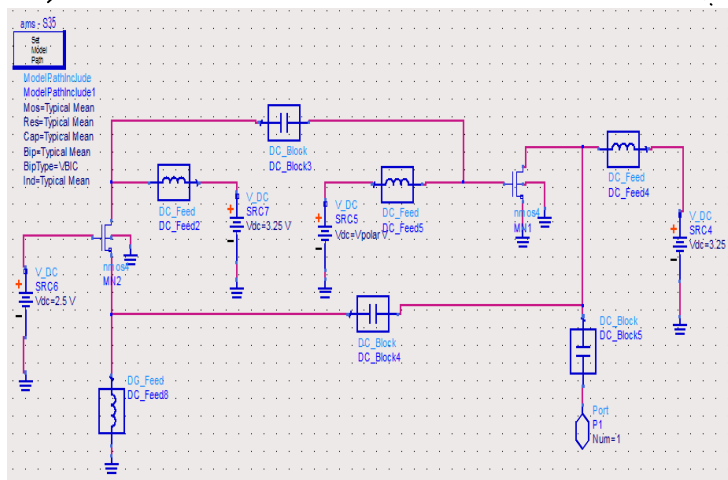 ams - S35
Set
Model
Path
ModelPathInclude
ModelPathInclude1
Mos=Typical Mean
Res=Typical Mean
Cap=Typical Mean
Bip=Typical Mean
BipType=VBIC
Ind=Typical Mean
DC_Block
DC_Block3
DC_Feed
DC_Feed2
V_DC
SRC7
Vdc=3.25 V
V_DC
SRC5
Vdc=Vpolar V
DC_Feed
DC_Feed5
nmos4
MN1
DC_Feed
DC_Feed4
V_DC
SRC4
Vdc=3.25
nmos4
MN2
V_DC
SRC6
Vdc=2.5 V
DC_Block
DC_Block4
DC_Block
DC_Block5
DC_Feed
DC_Feed6
Port
P1
Num=1